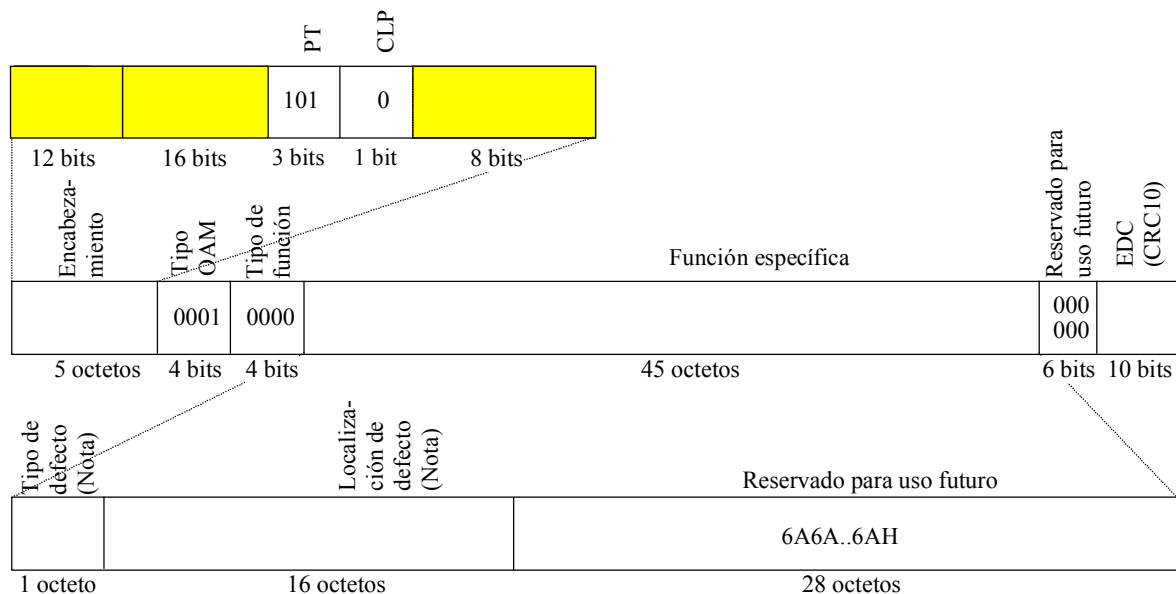 PT
CLP
101
0
12 bits
16 bits
3 bits
1 bit
8 bits
Encabeza-
miento
Tipo
OAM
Tipo de
función
Función específica
Reservado para
uso futuro
EDC
(CRC10)
0001
0000
000
000
5 octetos
4 bits
4 bits
45 octetos
6 bits
10 bits
Tipo de
defecto
(Nota)
Localiza-
ción de
defecto
(Nota)
Reservado para uso futuro
6A6A..6AH
1 octeto
16 octetos
28 octetos